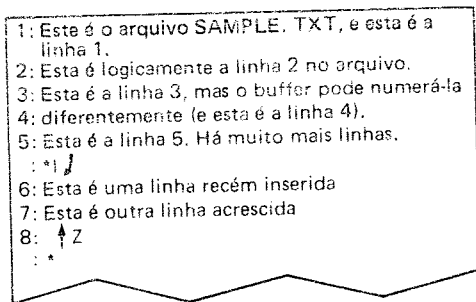 1: Este é o arquivo SAMPLE. TXT, e esta é a
linha 1.
2: Esta é logicamente a linha 2 no arquivo.
3: Esta é a linha 3, mas o buffer pode numerá-la
4: diferentemente (e esta é a linha 4).
5: Esta é a linha 5. Há muito mais linhas.
: *I ↲
6: Esta é uma linha recém inserida
7: Esta é outra linha acrescida
8: ↑Z
: *